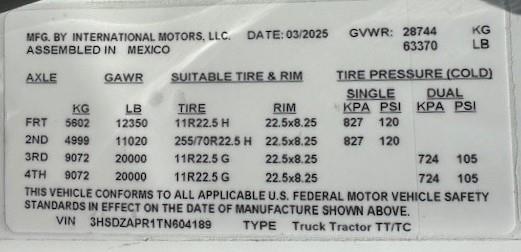 MFG. BY INTERNATIONAL MOTORS, LLC. DATE: 03/2025 GVWR: 28744 KG
ASSEMBLED IN MEXICO 63370 LB
AXLE GAWR SUITABLE TIRE & RIM TIRE PRESSURE (COLD)
SINGLE DUAL
KG LB TIRE RIM KPA PSI KPA PSI
FRT 5602 12350 11R22.5 H 22.5x8.25 827 120
2ND 4999 11020 255/70R22.5 H 22.5x8.25 827 120
3RD 9072 20000 11R22.5 G 22.5x8.25 724 105
4TH 9072 20000 11R22.5 G 22.5x8.25 724 105
THIS VEHICLE CONFORMS TO ALL APPLICABLE U.S. FEDERAL MOTOR VEHICLE SAFETY
STANDARDS IN EFFECT ON THE DATE OF MANUFACTURE SHOWN ABOVE.
VIN 3HSDZAPR1TN604189 TYPE Truck Tractor TT/TC